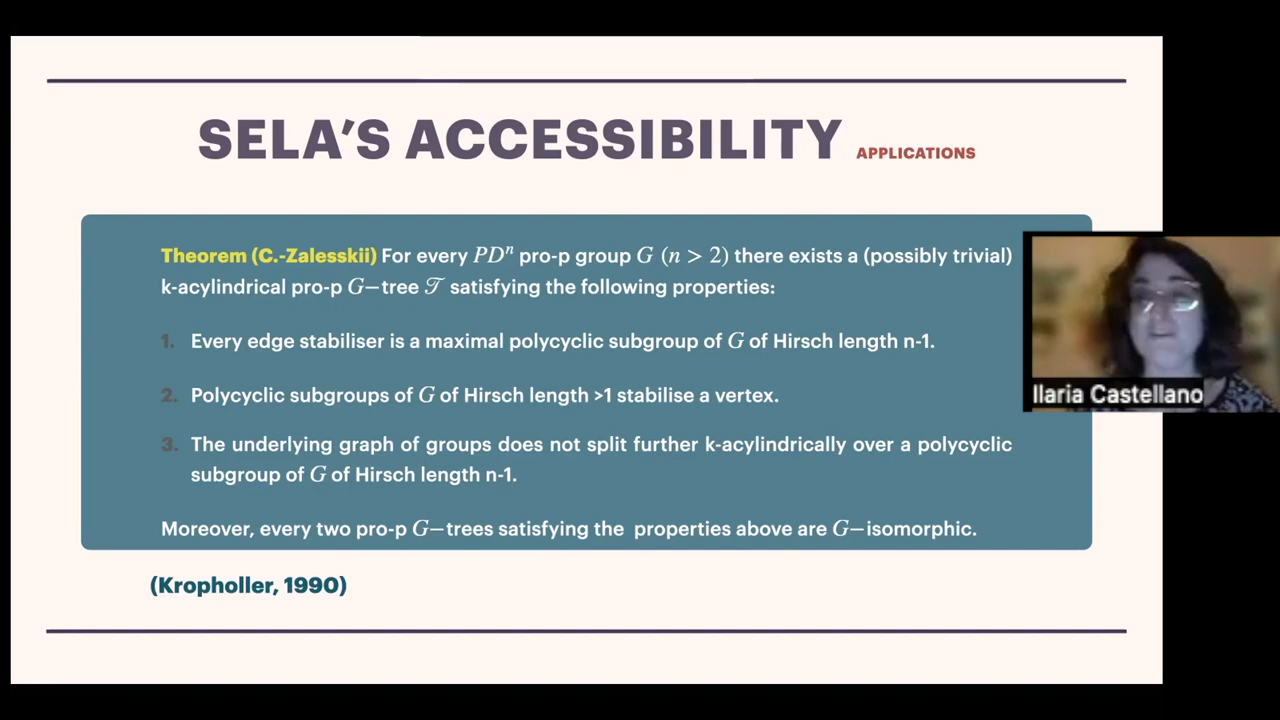 SELA'S ACCESSIBILITY APPLICATIONS
Theorem (C.-Zalesskii) For every PDⁿ pro-p group G (n > 2) there exists a (possibly trivial)
k-acylindrical pro-p G−tree 𝒯 satisfying the following properties:
1. Every edge stabiliser is a maximal polycyclic subgroup of G of Hirsch length n-1.
2. Polycyclic subgroups of G of Hirsch length >1 stabilise a vertex.
3. The underlying graph of groups does not split further k-acylindrically over a polycyclic
subgroup of G of Hirsch length n-1.
Moreover, every two pro-p G−trees satisfying the properties above are G−isomorphic.
(Kropholler, 1990)
Ilaria Castellano